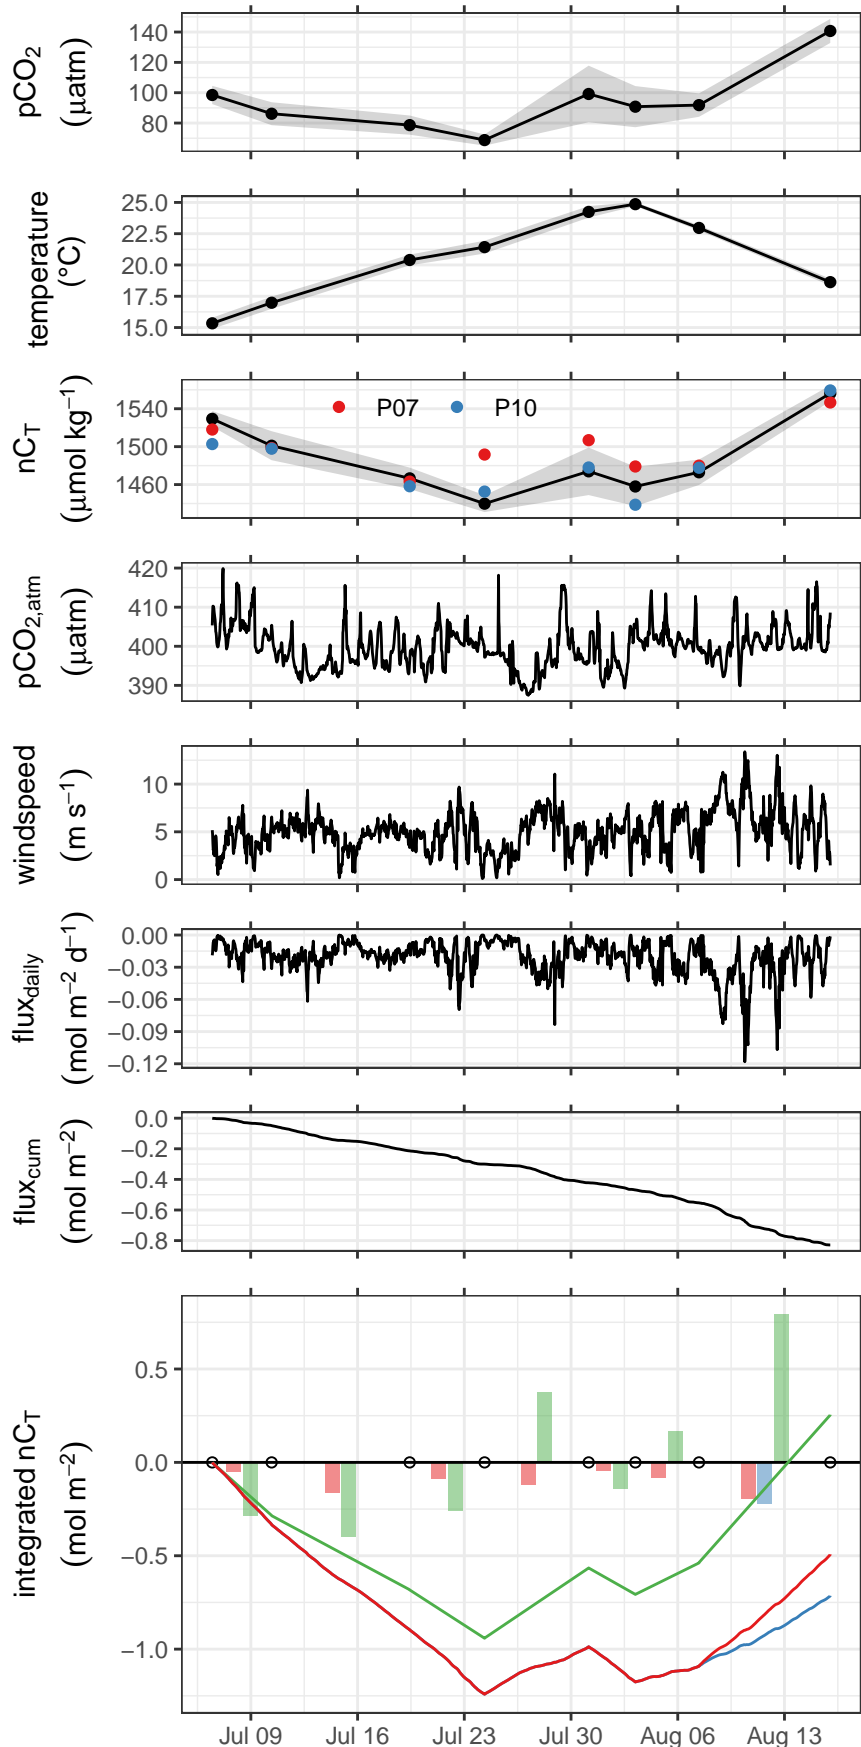 pCO₂
(µatm)
140
120
100
80
temperature
(°C)
25.0
22.5
20.0
17.5
15.0
nC_T
(µmol kg⁻¹)
1540
1500
1460
P07 P10
pCO₂,atm
(µatm)
420
410
400
390
windspeed
(m s⁻¹)
10
5
0
flux_daily
(mol m⁻² d⁻¹)
0.00
−0.03
−0.06
−0.09
−0.12
flux_cum
(mol m⁻²)
0.0
−0.2
−0.4
−0.6
−0.8
integrated nC_T
(mol m⁻²)
0.5
0.0
−0.5
−1.0
Jul 09 Jul 16 Jul 23 Jul 30 Aug 06 Aug 13